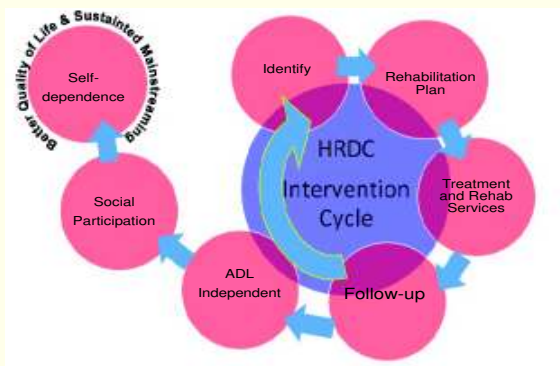 Better Quality of Life & Sustainted Mainstreaming
Self-
dependence
Identify
Rehabilitation
Plan
HRDC
Intervention
Cycle
Treatment
and Rehab
Services
Social
Participation
ADL
Independent
Follow-up